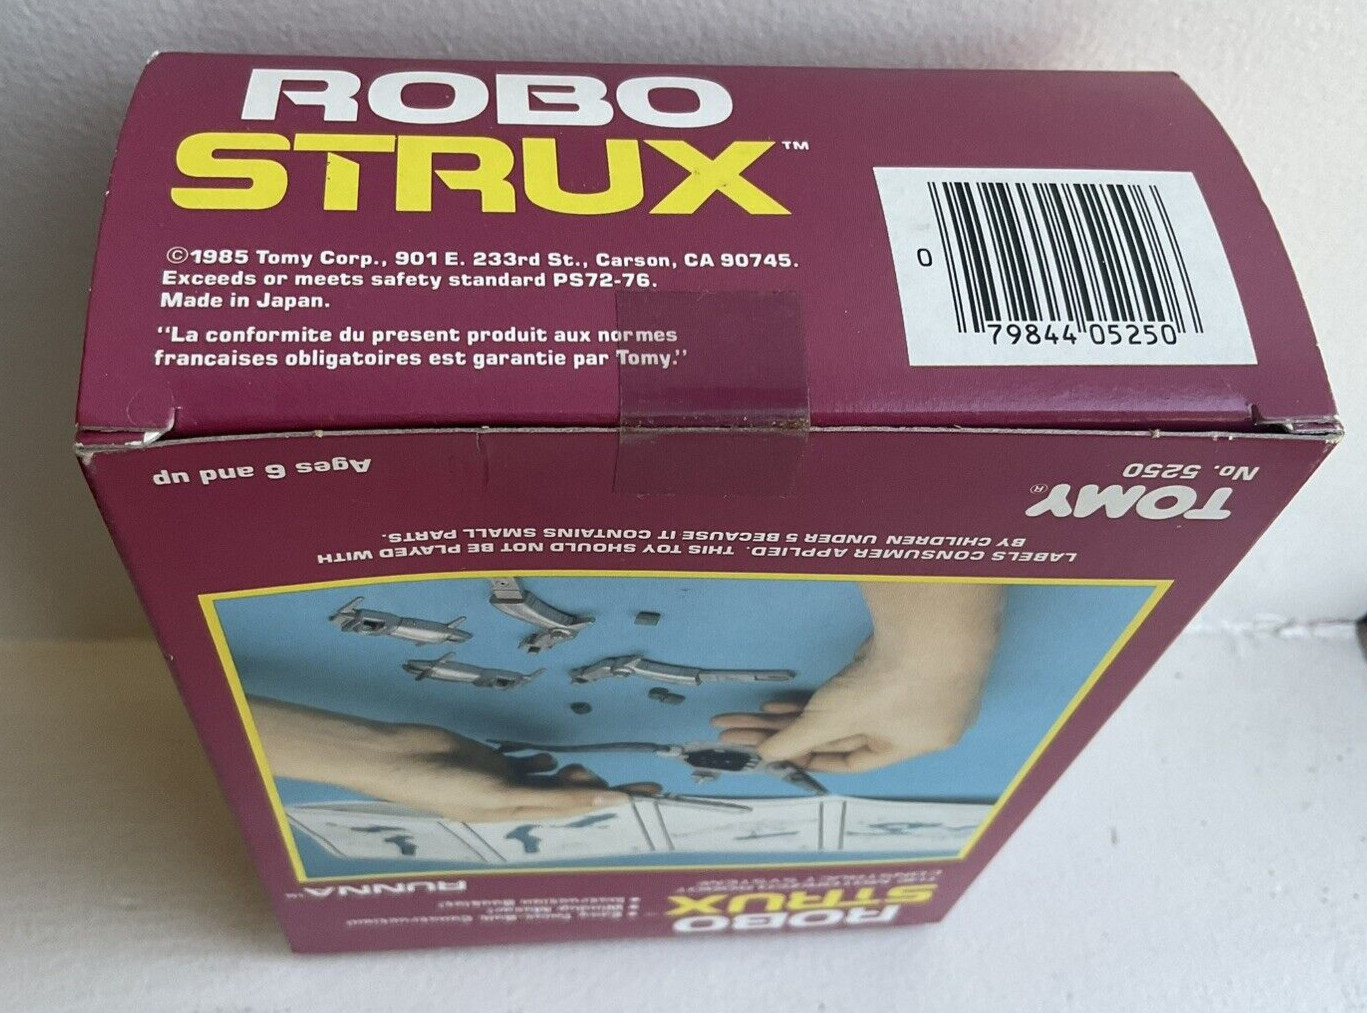 ROBO
STRUX™
©1985 Tomy Corp., 901 E. 233rd St., Carson, CA 90745.
Exceeds or meets safety standard PS72-76.
Made in Japan.
“La conformite du present produit aux normes
francaises obligatoires est garantie par Tomy.”
0 79844 05250
ROBO
STRUX
RUNNA™
LABELS CONSUMER APPLIED. THIS TOY SHOULD NOT BE PLAYED WITH
BY CHILDREN UNDER 5 BECAUSE IT CONTAINS SMALL PARTS.
TOMY®
No. 5250
Ages 6 and up